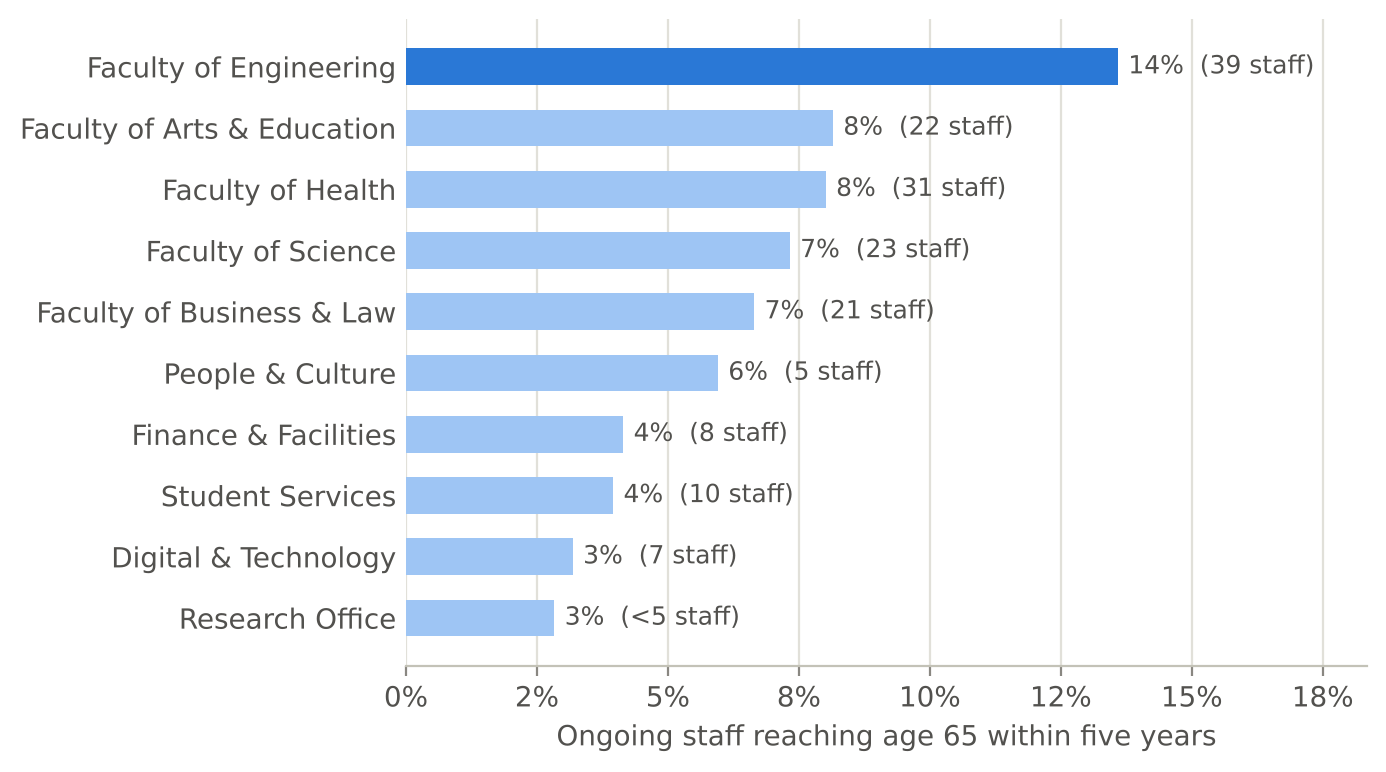 Faculty of Engineering 14% (39 staff)
Faculty of Arts & Education 8% (22 staff)
Faculty of Health 8% (31 staff)
Faculty of Science 7% (23 staff)
Faculty of Business & Law 7% (21 staff)
People & Culture 6% (5 staff)
Finance & Facilities 4% (8 staff)
Student Services 4% (10 staff)
Digital & Technology 3% (7 staff)
Research Office 3% (<5 staff)
0% 2% 5% 8% 10% 12% 15% 18%
Ongoing staff reaching age 65 within five years